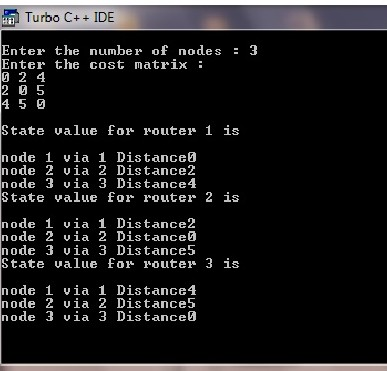 Turbo C++ IDE
Enter the number of nodes : 3
Enter the cost matrix :
0 2 4
2 0 5
4 5 0
State value for router 1 is
node 1 via 1 Distance0
node 2 via 2 Distance2
node 3 via 3 Distance4
State value for router 2 is
node 1 via 1 Distance2
node 2 via 2 Distance0
node 3 via 3 Distance5
State value for router 3 is
node 1 via 1 Distance4
node 2 via 2 Distance5
node 3 via 3 Distance0